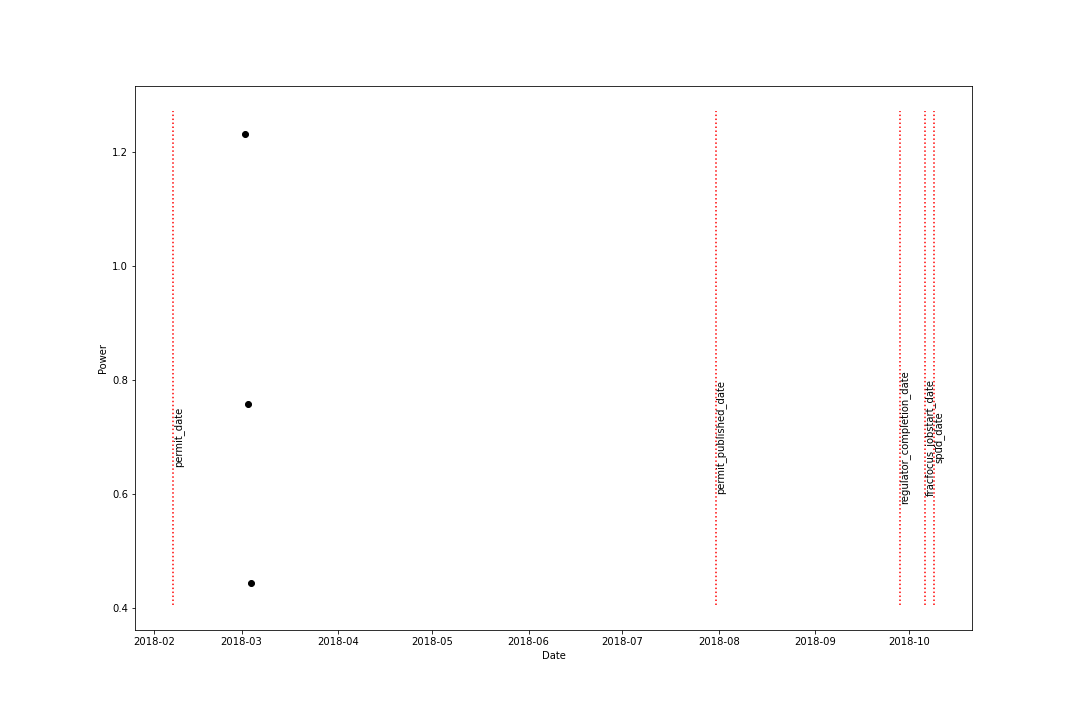 1.2
1.0
0.8
0.6
0.4
Power
permit_date
permit_published_date
regulator_completion_date
fracfocus_jobstart_date
spud_date
2018-02 2018-03 2018-04 2018-05 2018-06 2018-07 2018-08 2018-09 2018-10
Date